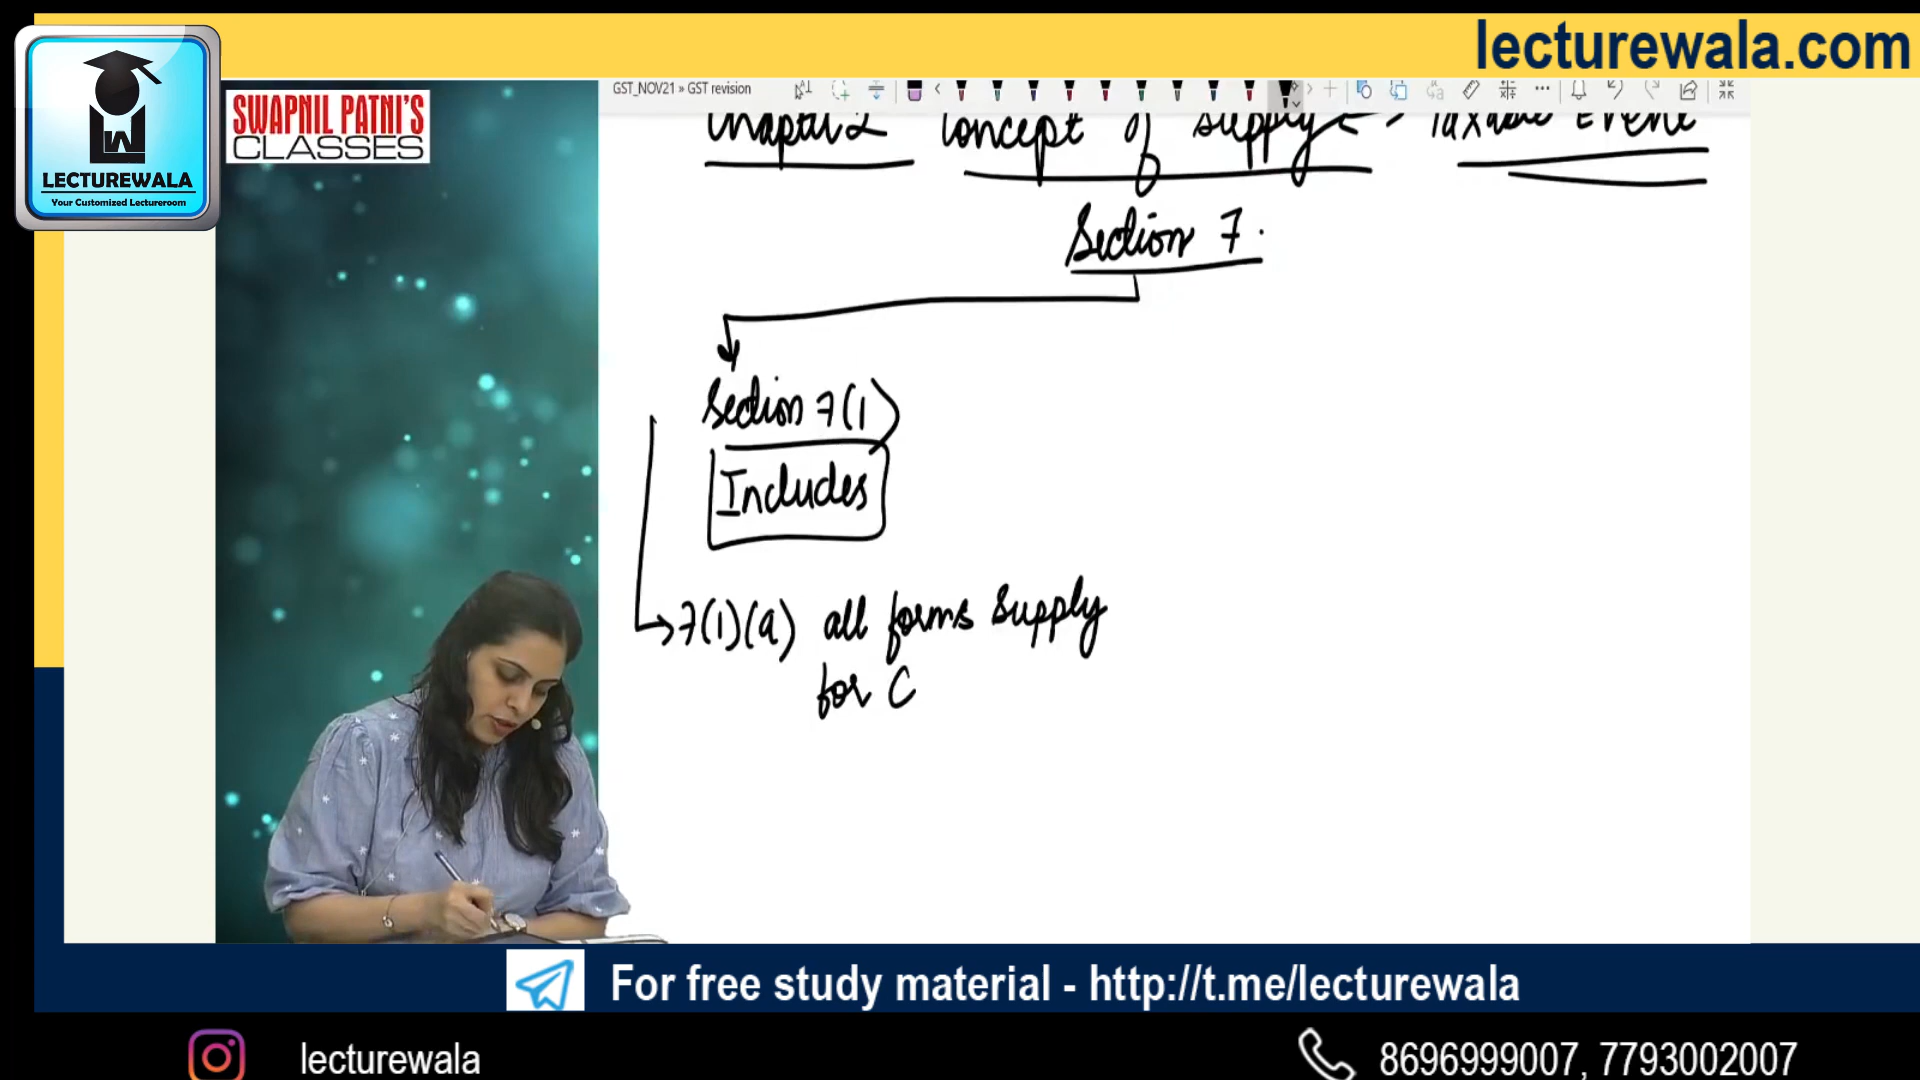 lecturewala.com
GST_NOV21 » GST revision
SWAPNIL PATNI'S
CLASSES
LECTUREWALA
Your Customized Lectureroom
Concept of Supply
Section 7.
Section 7(1)
Includes
7(1)(a) all forms supply
for C
For free study material - http://t.me/lecturewala
lecturewala
8696999007, 7793002007